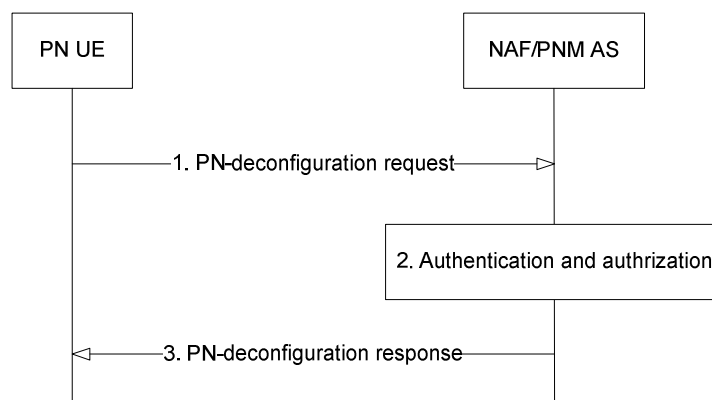 PN UE
NAF/PNM AS
1. PN-deconfiguration request
2. Authentication and authrization
3. PN-deconfiguration response